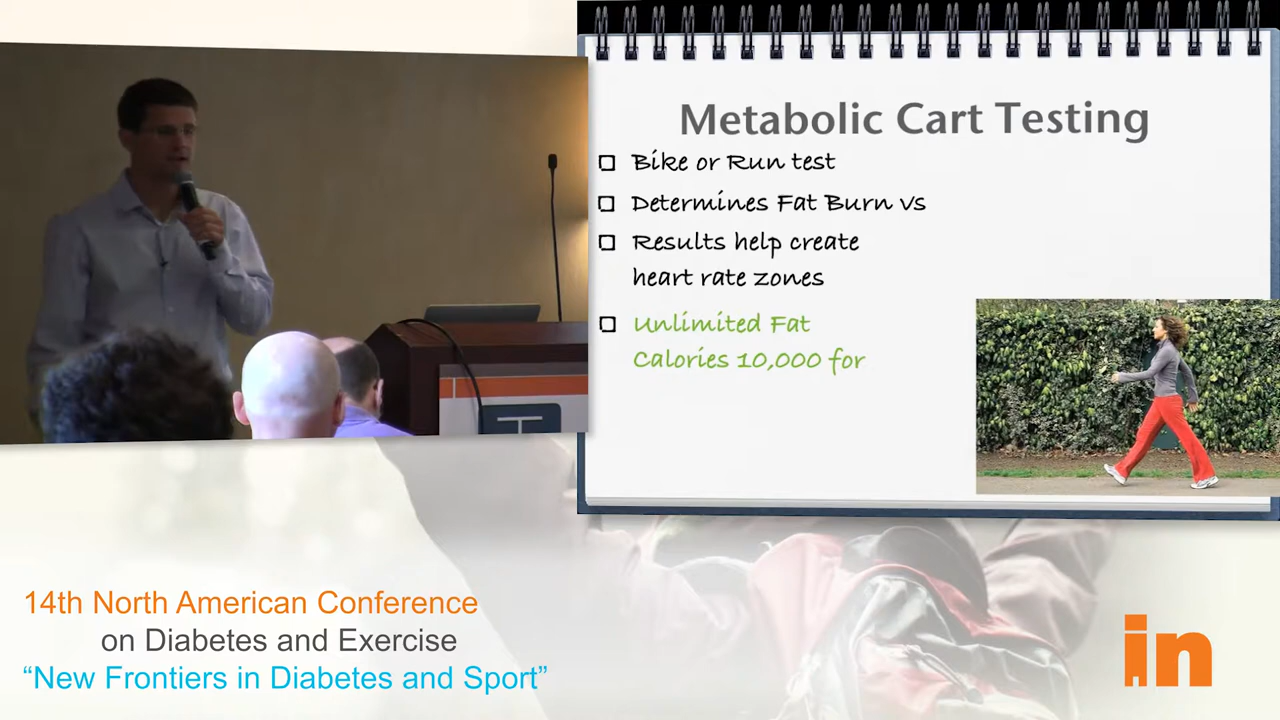 Metabolic Cart Testing
Bike or Run test
Determines Fat Burn vs
Results help create
heart rate zones
Unlimited Fat
Calories 10,000 for
14th North American Conference
on Diabetes and Exercise
“New Frontiers in Diabetes and Sport”
in